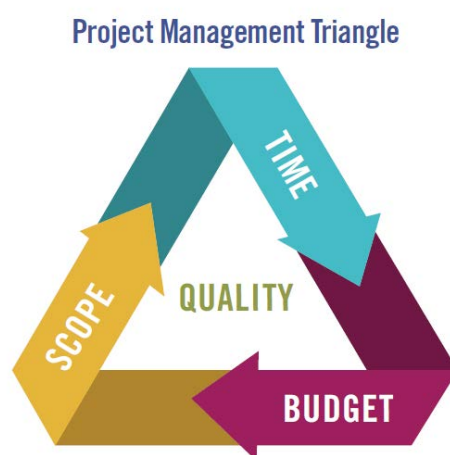 Project Management Triangle
TIME
SCOPE
QUALITY
BUDGET